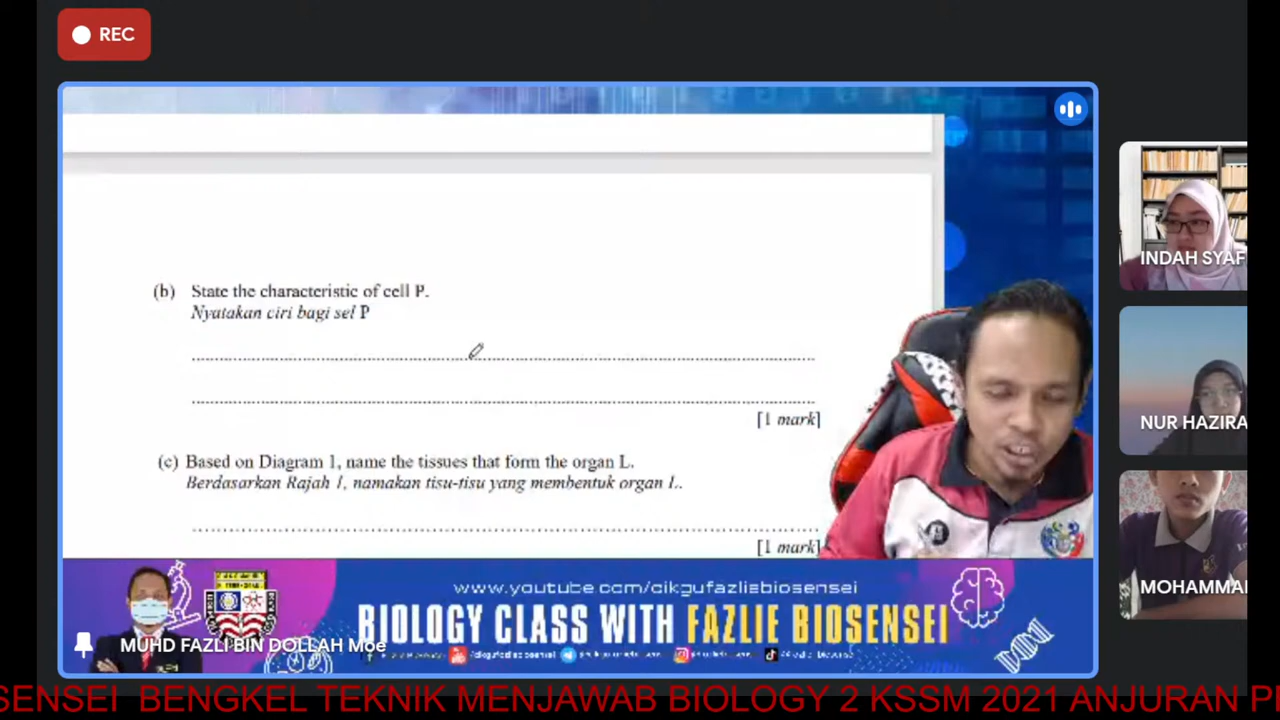 REC
(b) State the characteristic of cell P.
Nyatakan ciri bagi sel P
[1 mark]
(c) Based on Diagram 1, name the tissues that form the organ L.
Berdasarkan Rajah 1, namakan tisu-tisu yang membentuk organ L.
[1 mark]
www.youtube.com/cikgufazliebiosensei
BIOLOGY CLASS WITH FAZLIE BIOSENSEI
MUHD FAZLI BIN DOLLAH Moe
INDAH SYAF
NUR HAZIRA
MOHAMMA
SENSEI BENGKEL TEKNIK MENJAWAB BIOLOGY 2 KSSM 2021 ANJURAN